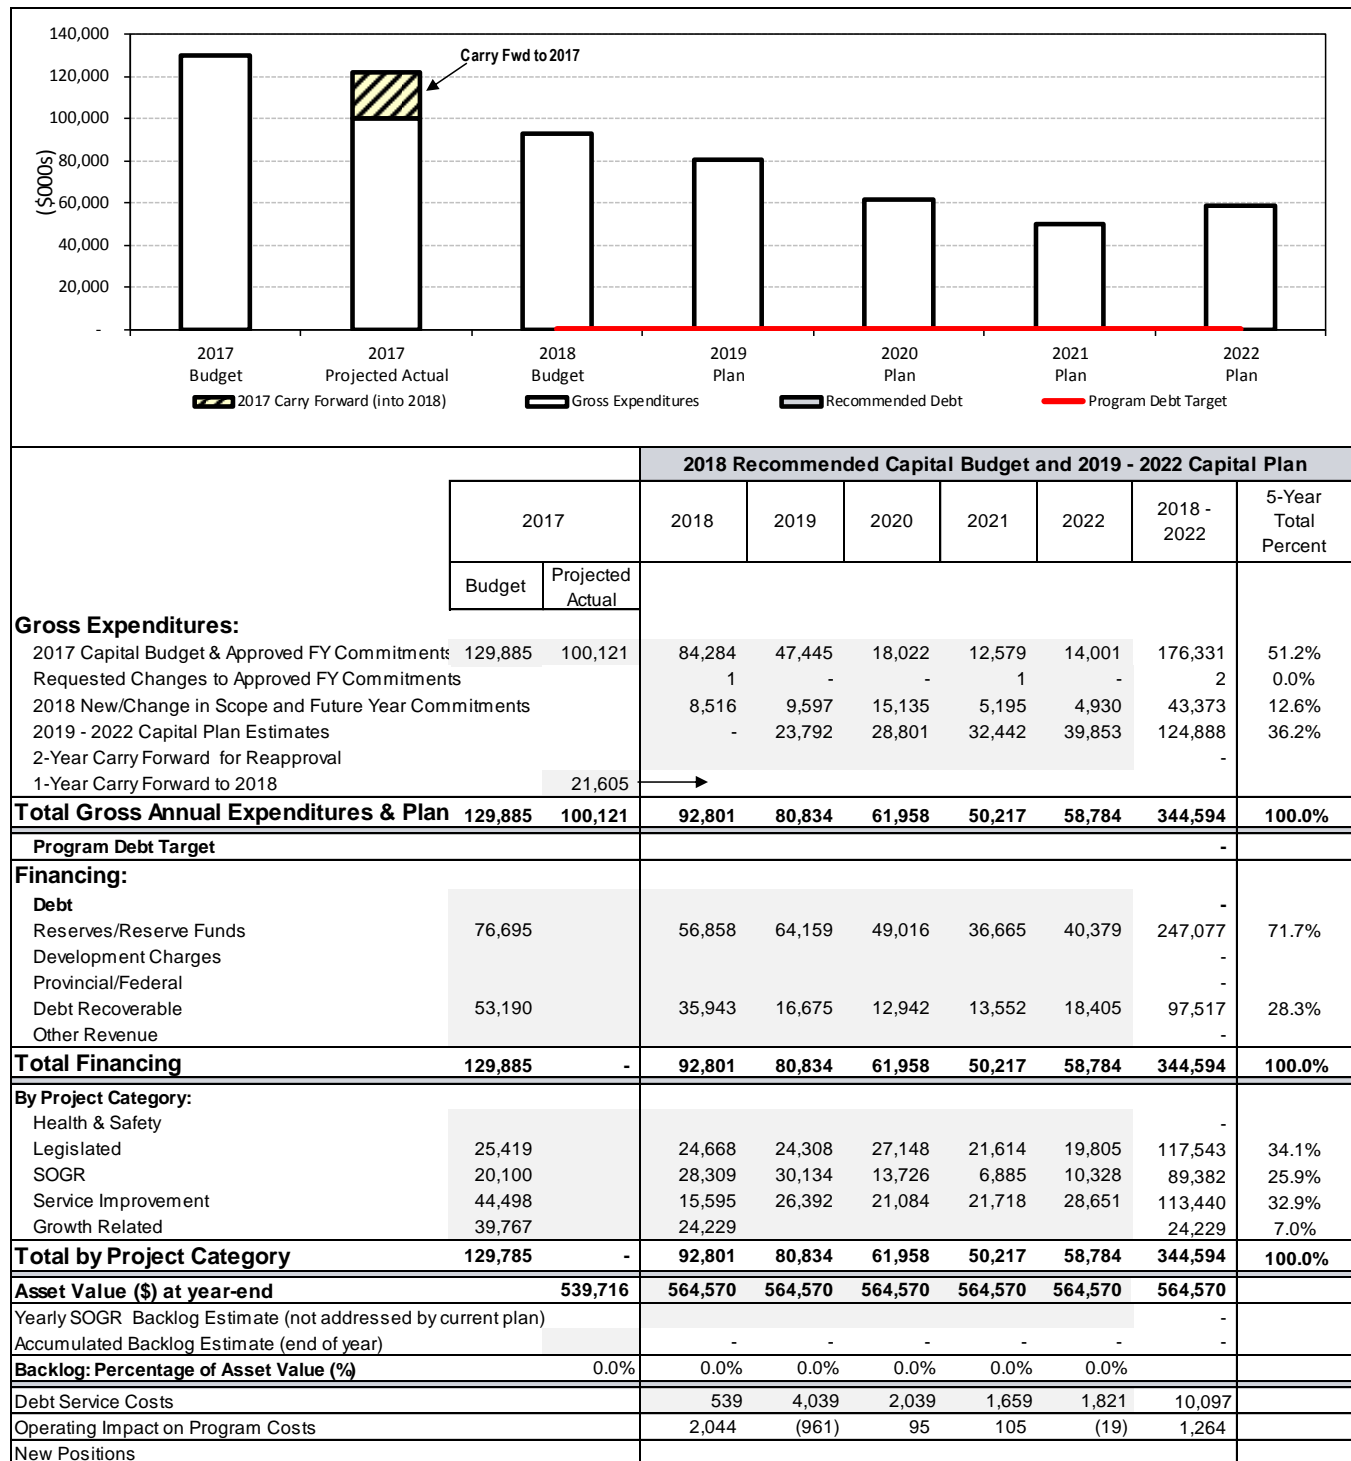 140,000
120,000
100,000
80,000
60,000
40,000
20,000
-
($000s)
Carry Fwd to 2017
2017 Budget
2017 Projected Actual
2018 Budget
2019 Plan
2020 Plan
2021 Plan
2022 Plan
2017 Carry Forward (into 2018) Gross Expenditures Recommended Debt Program Debt Target
2018 Recommended Capital Budget and 2019 - 2022 Capital Plan
2017 2018 2019 2020 2021 2022 2018 - 2022 5-Year Total Percent
Budget Projected Actual
Gross Expenditures:
2017 Capital Budget & Approved FY Commitments 129,885 100,121 84,284 47,445 18,022 12,579 14,001 176,331 51.2%
Requested Changes to Approved FY Commitments 1 - - 1 - 2 0.0%
2018 New/Change in Scope and Future Year Commitments 8,516 9,597 15,135 5,195 4,930 43,373 12.6%
2019 - 2022 Capital Plan Estimates - 23,792 28,801 32,442 39,853 124,888 36.2%
2-Year Carry Forward for Reapproval -
1-Year Carry Forward to 2018 21,605
Total Gross Annual Expenditures & Plan 129,885 100,121 92,801 80,834 61,958 50,217 58,784 344,594 100.0%
Program Debt Target -
Financing:
Debt -
Reserves/Reserve Funds 76,695 56,858 64,159 49,016 36,665 40,379 247,077 71.7%
Development Charges -
Provincial/Federal -
Debt Recoverable 53,190 35,943 16,675 12,942 13,552 18,405 97,517 28.3%
Other Revenue -
Total Financing 129,885 - 92,801 80,834 61,958 50,217 58,784 344,594 100.0%
By Project Category:
Health & Safety -
Legislated 25,419 24,668 24,308 27,148 21,614 19,805 117,543 34.1%
SOGR 20,100 28,309 30,134 13,726 6,885 10,328 89,382 25.9%
Service Improvement 44,498 15,595 26,392 21,084 21,718 28,651 113,440 32.9%
Growth Related 39,767 24,229 24,229 7.0%
Total by Project Category 129,785 - 92,801 80,834 61,958 50,217 58,784 344,594 100.0%
Asset Value ($) at year-end 539,716 564,570 564,570 564,570 564,570 564,570 564,570
Yearly SOGR Backlog Estimate (not addressed by current plan) -
Accumulated Backlog Estimate (end of year) - - - - - -
Backlog: Percentage of Asset Value (%) 0.0% 0.0% 0.0% 0.0% 0.0% 0.0%
Debt Service Costs 539 4,039 2,039 1,659 1,821 10,097
Operating Impact on Program Costs 2,044 (961) 95 105 (19) 1,264
New Positions